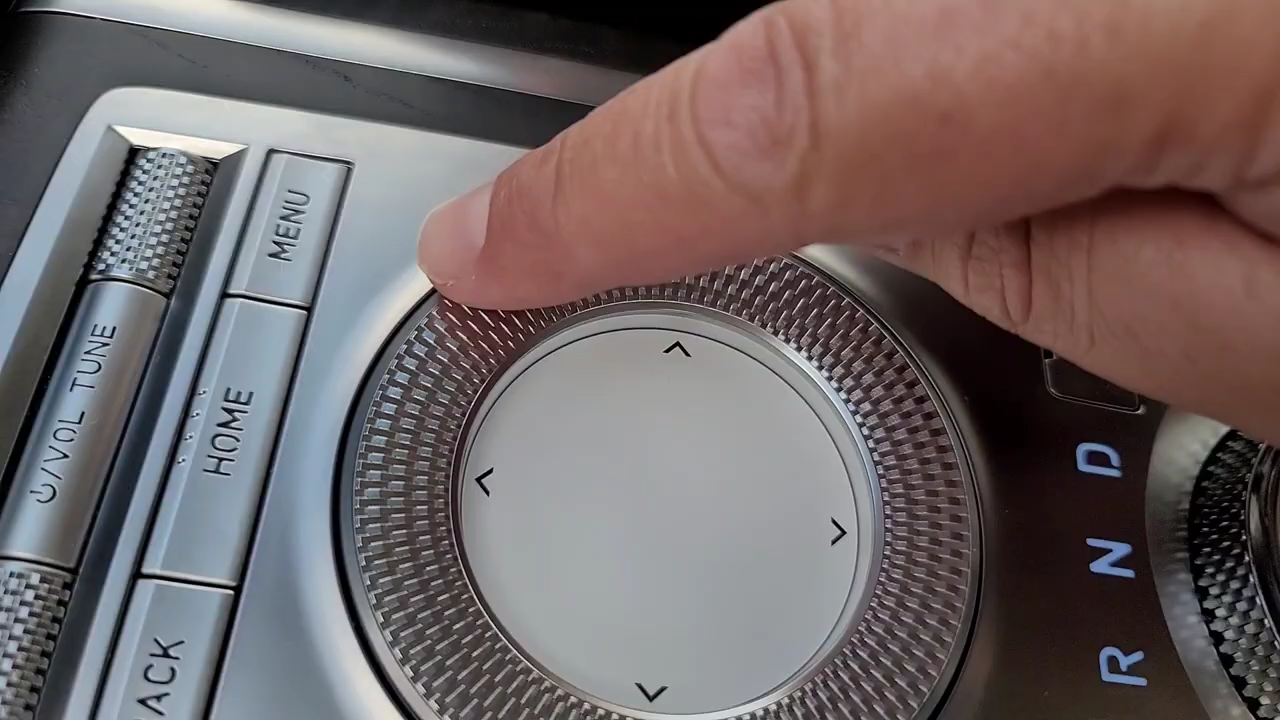 MENU
⏻/VOL TUNE
HOME
ACK
D
N
R